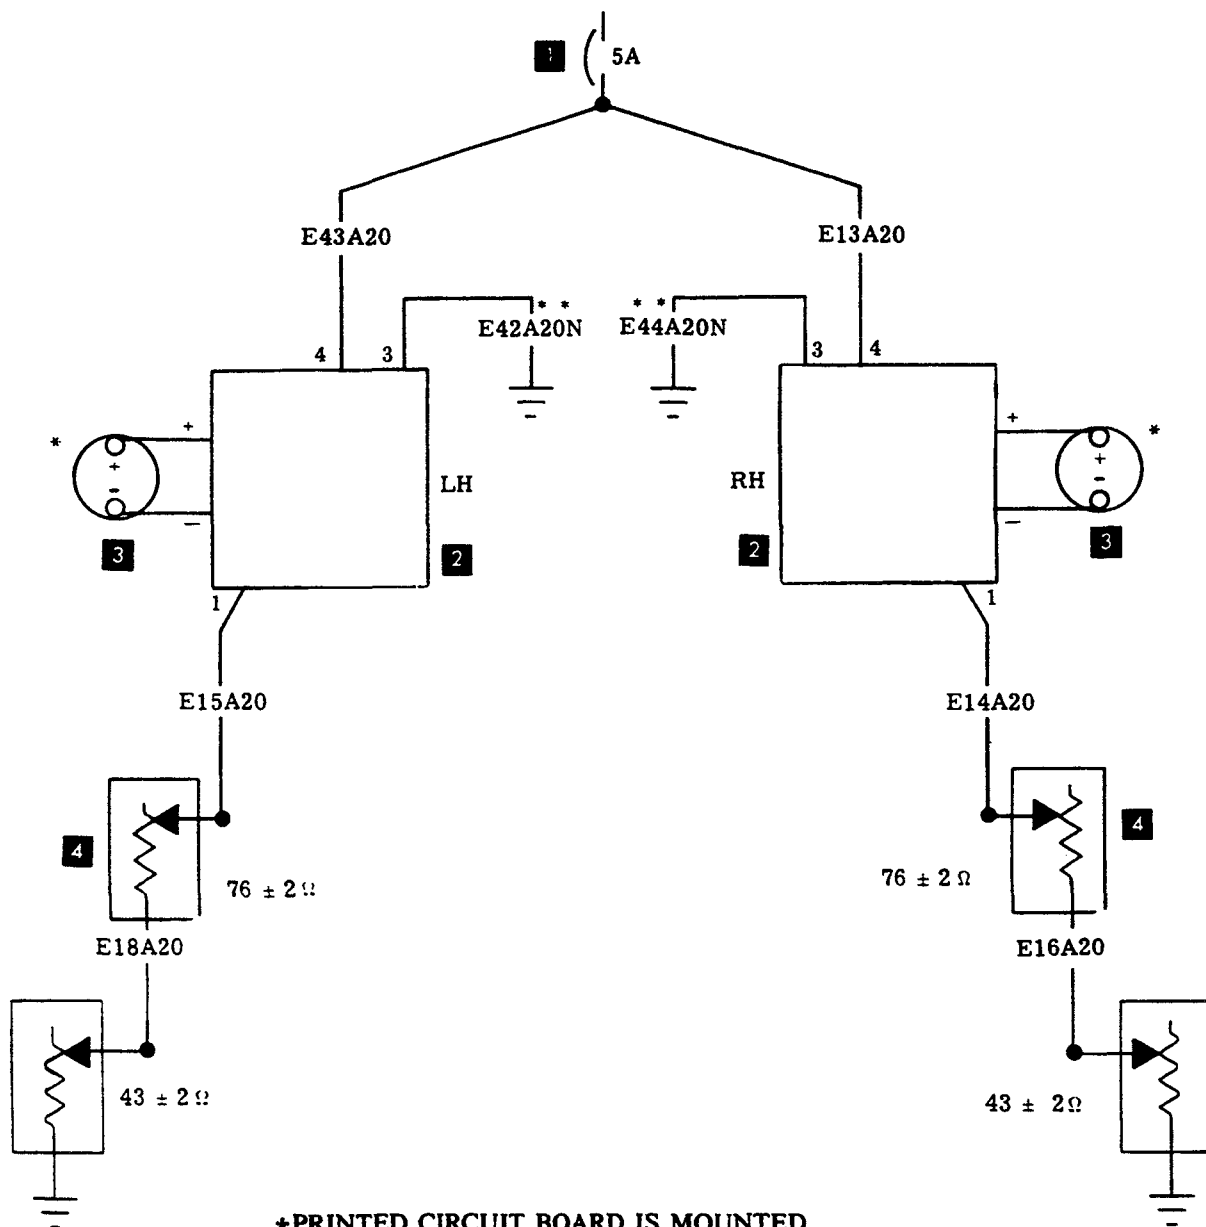 1 5A
E43A20 E13A20
* * * *
E42A20N E44A20N
4 3 3 4
+ +
* + + *
- LH RH -
— —
3 2 2 3
1 1
E15A20 E14A20
4 4
76 ± 2 Ω 76 ± 2 Ω
E18A20 E16A20
43 ± 2 Ω 43 ± 2 Ω
*PRINTED CIRCUIT BOARD IS MOUNTED